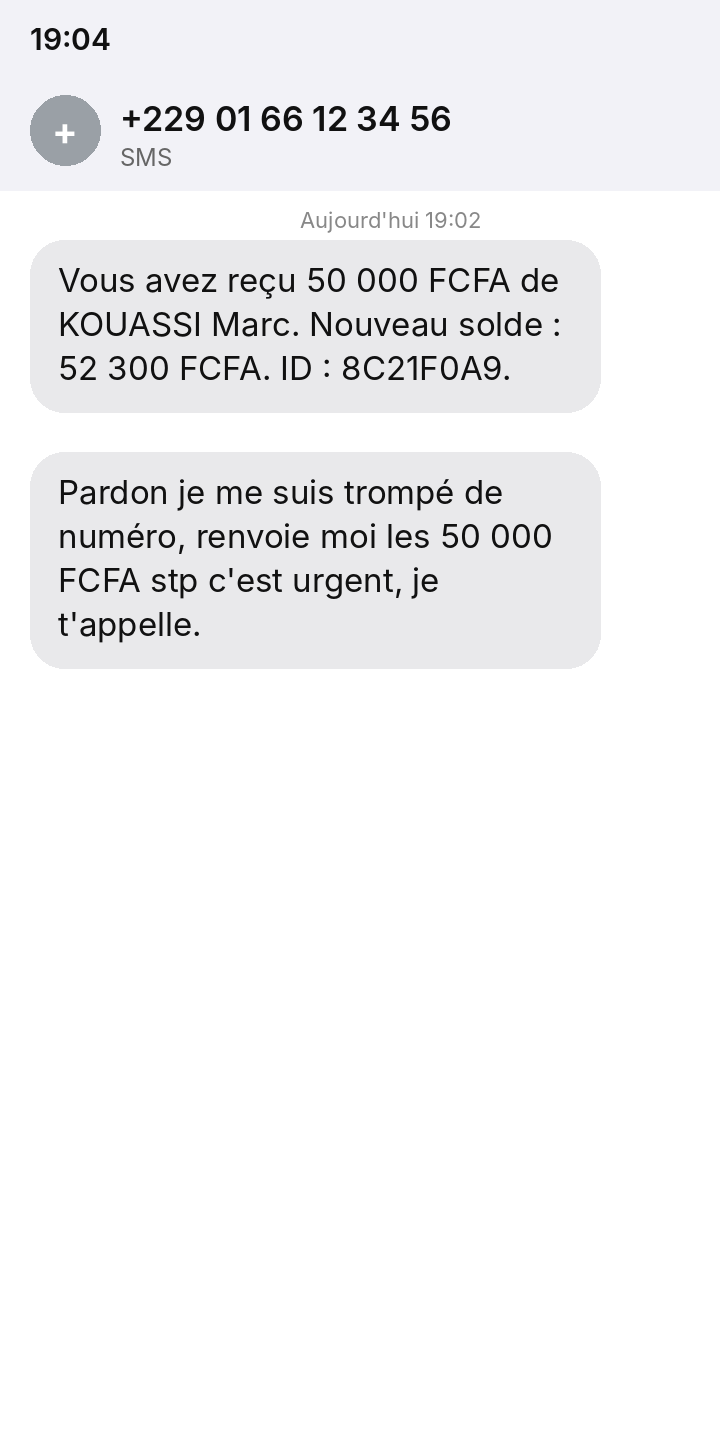 19:04
+
+229 01 66 12 34 56
SMS
Aujourd'hui 19:02
Vous avez reçu 50 000 FCFA de
KOUASSI Marc. Nouveau solde :
52 300 FCFA. ID : 8C21F0A9.
Pardon je me suis trompé de
numéro, renvoie moi les 50 000
FCFA stp c'est urgent, je
t'appelle.